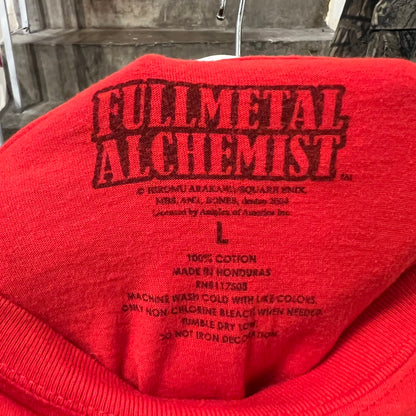 FULLMETAL
ALCHEMIST
© HIROMU ARAKAWA/SQUARE ENIX,
MBS, ANX, BONES, dentsu 2004
Licensed by Aniplex of America Inc.
L
100% COTTON
MADE IN HONDURAS
RN#117508
MACHINE WASH COLD WITH LIKE COLORS.
ONLY NON-CHLORINE BLEACH WHEN NEEDED.
TUMBLE DRY LOW.
DO NOT IRON DECORATION.